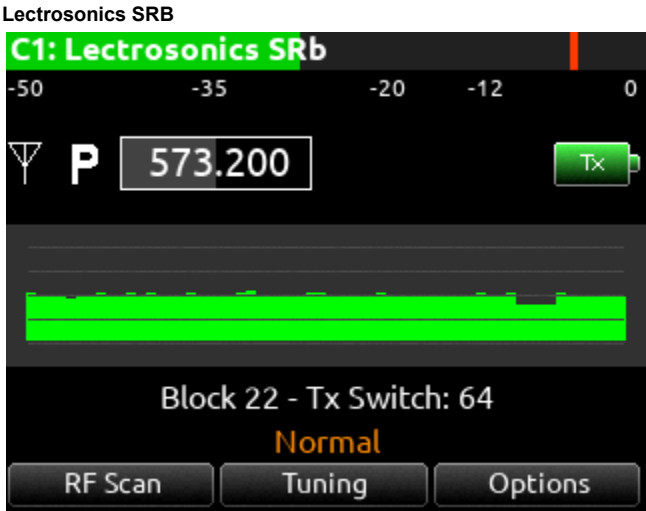 Lectrosonics SRB
C1: Lectrosonics SRb
-50 -35 -20 -12 0
P 573.200 Tx
Block 22 - Tx Switch: 64
Normal
RF Scan Tuning Options